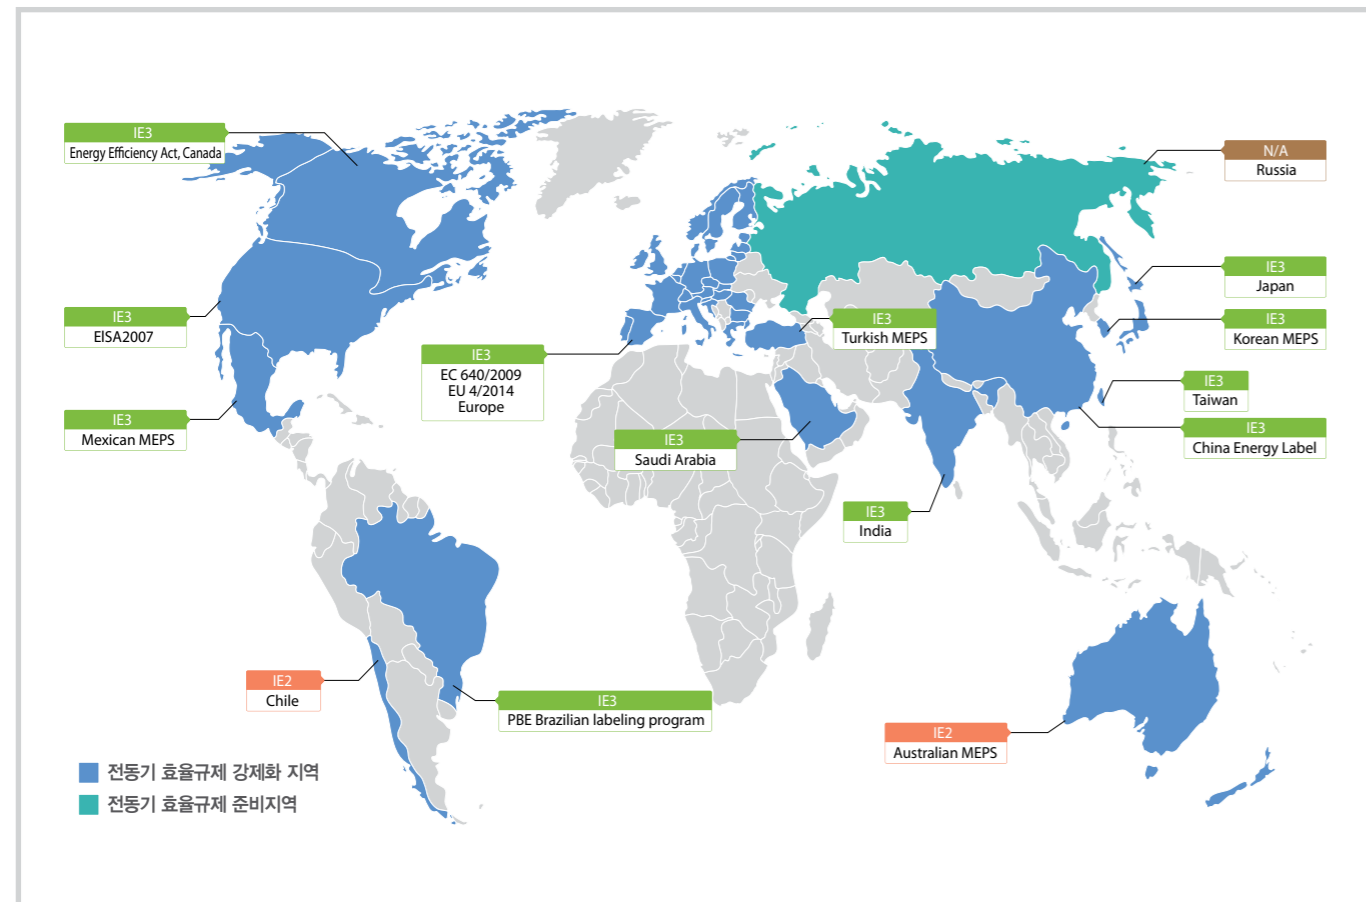 IE3
Energy Efficiency Act, Canada
N/A
Russia
IE3
Japan
IE3
EISA2007
IE3
Turkish MEPS
IE3
Korean MEPS
IE3
EC 640/2009
EU 4/2014
Europe
IE3
Taiwan
IE3
Mexican MEPS
IE3
China Energy Label
IE3
Saudi Arabia
IE3
India
IE2
Chile
IE3
PBE Brazilian labeling program
IE2
Australian MEPS
전동기 효율규제 강제화 지역
전동기 효율규제 준비지역